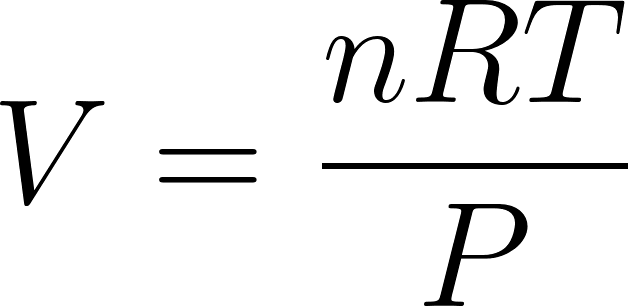 V = nRT / P